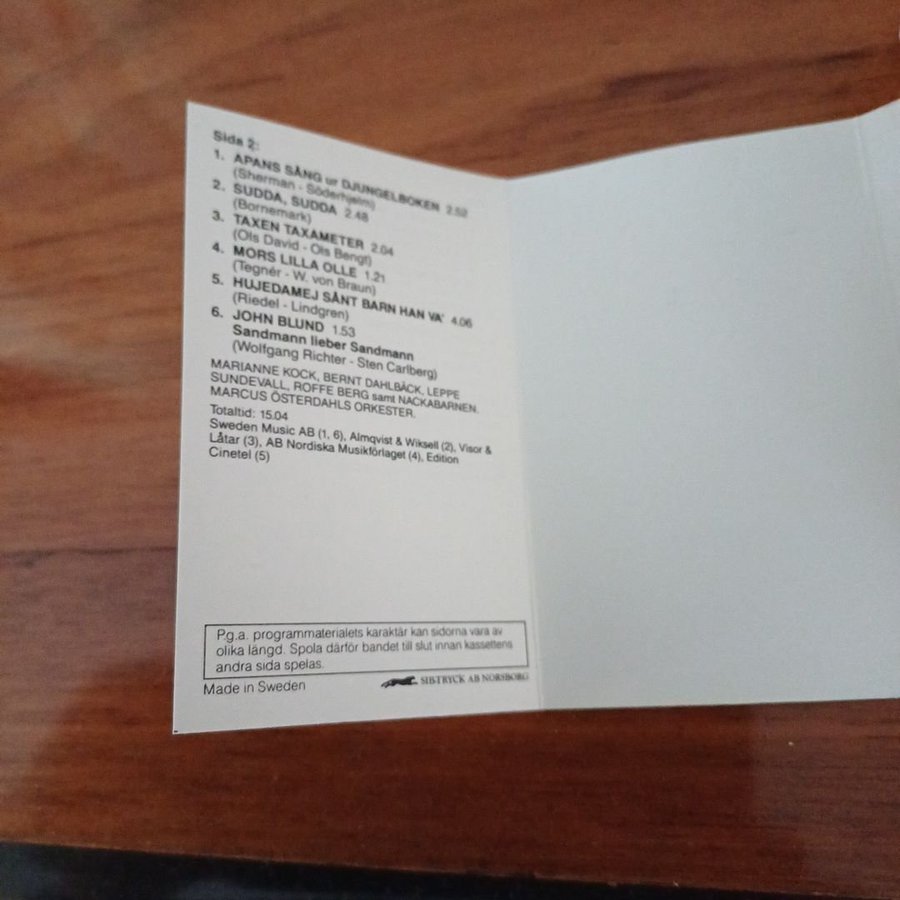 Sida 2:
1. APANS SÅNG ur DJUNGELBOKEN 2.52
(Sherman - Söderhjelm)
2. SUDDA, SUDDA 2.48
(Bornemark)
3. TAXEN TAXAMETER 2.04
(Ols David - Ols Bengt)
4. MORS LILLA OLLE 1.21
(Tegnér - W. von Braun)
5. HUJEDAMEJ SÅNT BARN HAN VA' 4.06
(Riedel - Lindgren)
6. JOHN BLUND 1.53
Sandmann lieber Sandmann
(Wolfgang Richter - Sten Carlberg)
MARIANNE KOCK, BERNT DAHLBÄCK, LEPPE
SUNDEVALL, ROFFE BERG samt NACKABARNEN.
MARCUS ÖSTERDAHLS ORKESTER.
Totaltid: 15.04
Sweden Music AB (1, 6), Almqvist & Wiksell (2), Visor &
Låtar (3), AB Nordiska Musikförlaget (4), Edition
Cinetel (5)
P.g.a. programmaterialets karaktär kan sidorna vara av
olika längd. Spola därför bandet till slut innan kassettens
andra sida spelas.
Made in Sweden
SIB-TRYCK AB NORSBORG